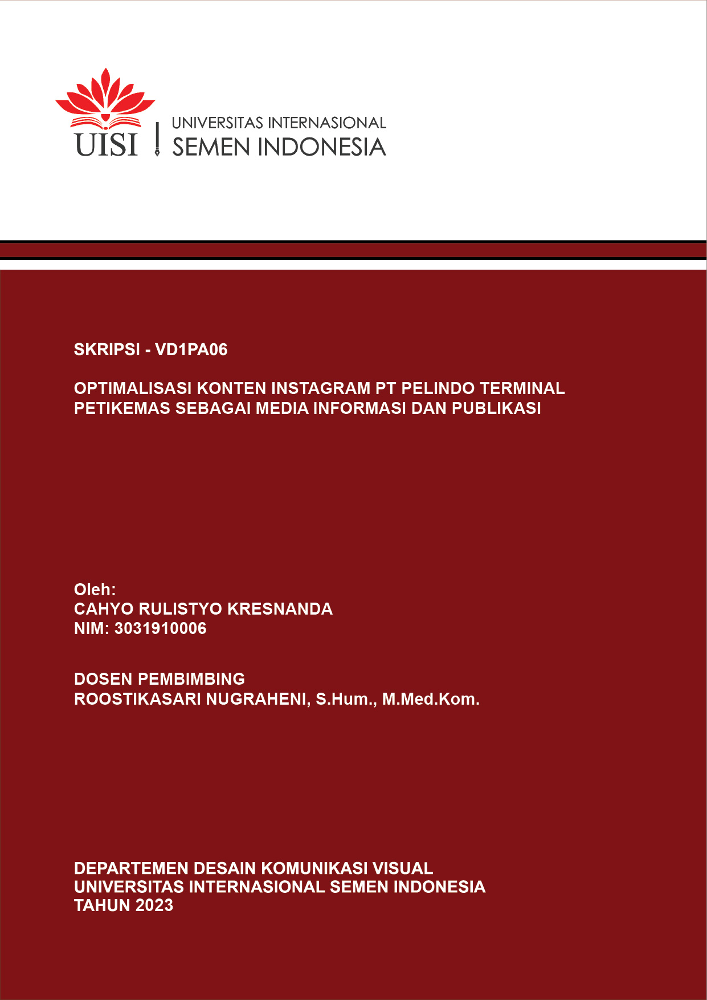 UISI
UNIVERSITAS INTERNASIONAL
SEMEN INDONESIA
SKRIPSI - VD1PA06
OPTIMALISASI KONTEN INSTAGRAM PT PELINDO TERMINAL
PETIKEMAS SEBAGAI MEDIA INFORMASI DAN PUBLIKASI
Oleh:
CAHYO RULISTYO KRESNANDA
NIM: 3031910006
DOSEN PEMBIMBING
ROOSTIKASARI NUGRAHENI, S.Hum., M.Med.Kom.
DEPARTEMEN DESAIN KOMUNIKASI VISUAL
UNIVERSITAS INTERNASIONAL SEMEN INDONESIA
TAHUN 2023